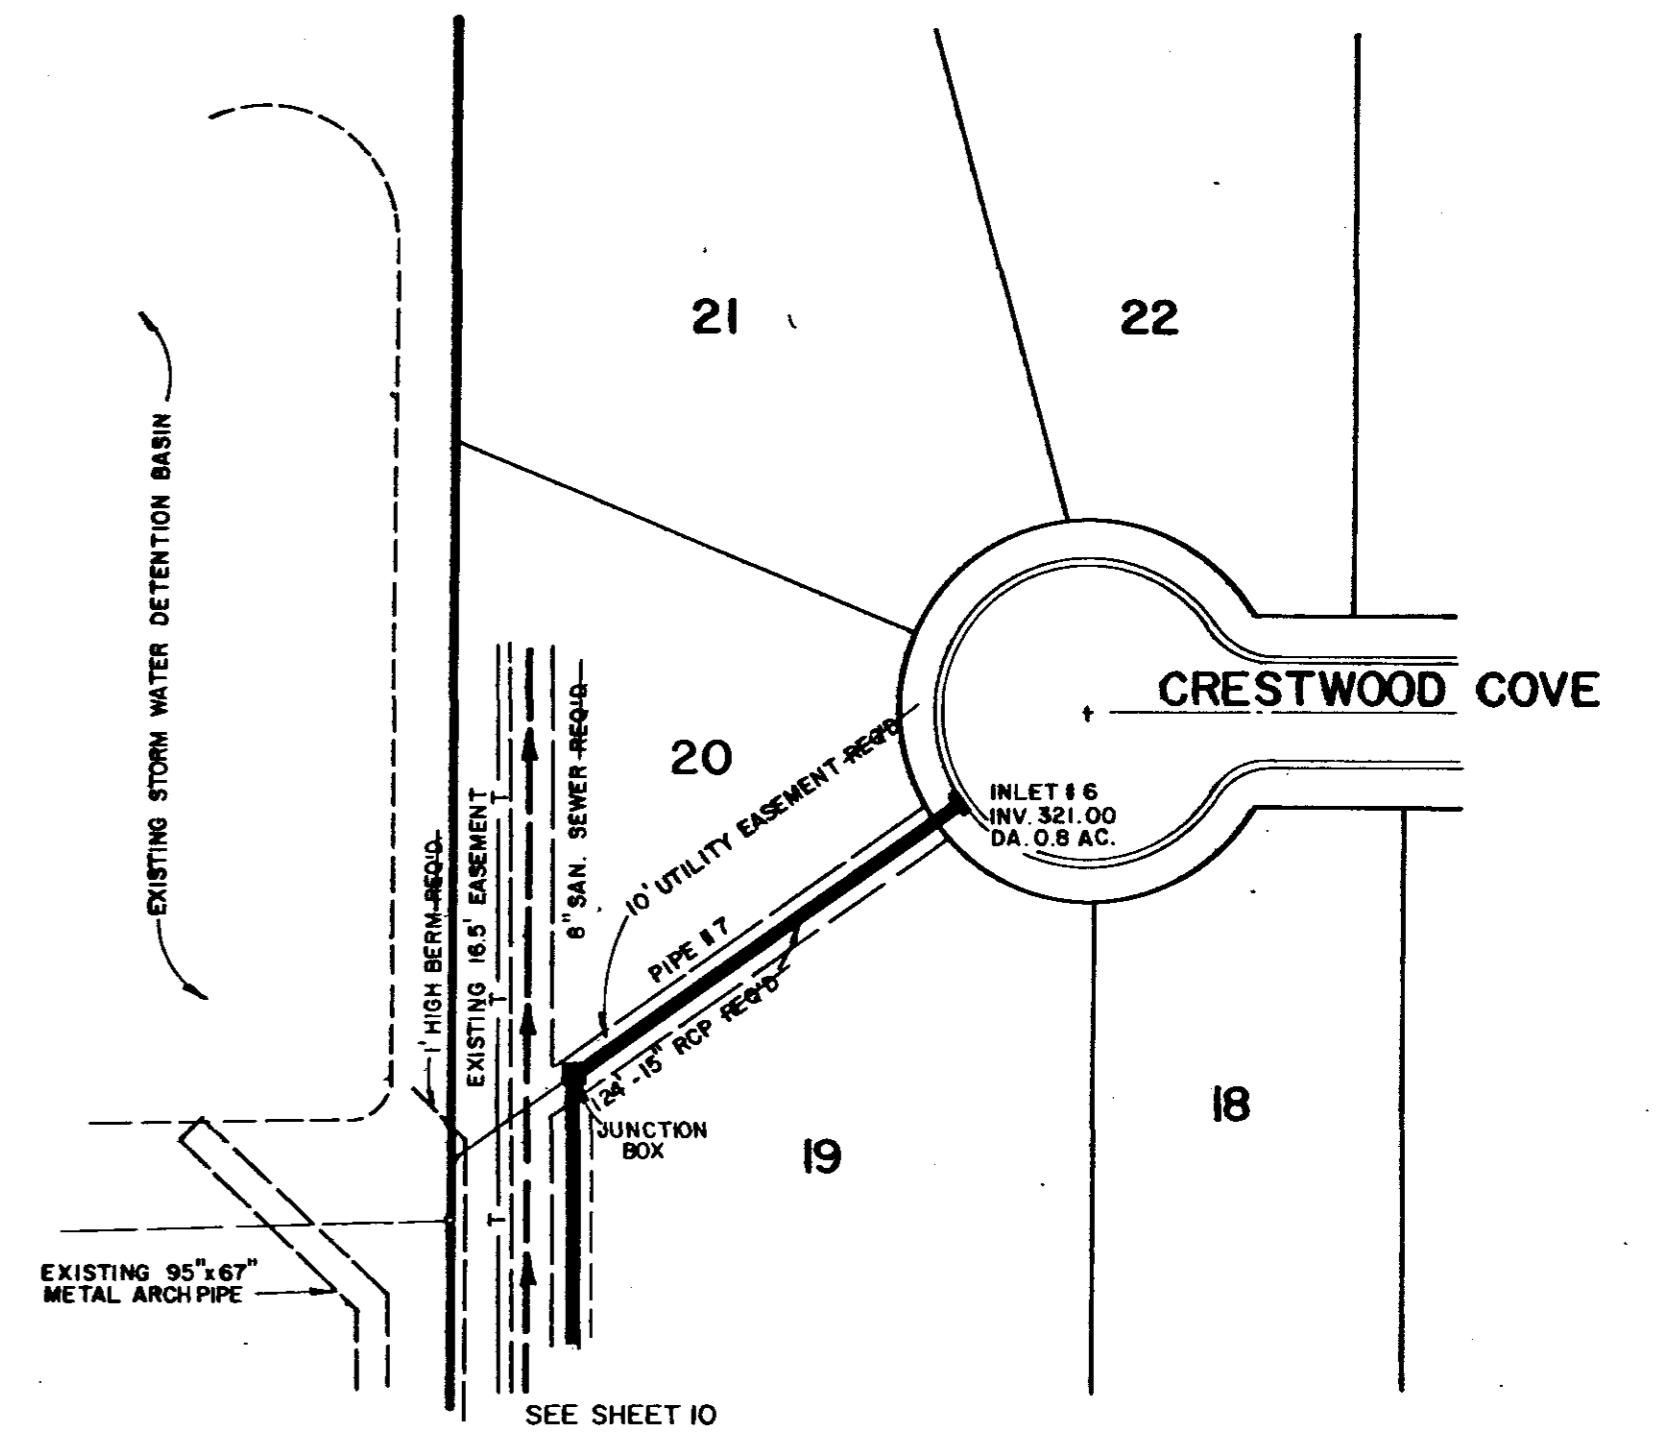 21
22
EXISTING STORM WATER DETENTION BASIN
CRESTWOOD COVE
20
10' UTILITY EASEMENT REQ'D
8" SAN. SEWER REQ'D
EXISTING 16.5' EASEMENT
1' HIGH BERM REQ'D
INLET # 6
INV. 321.00
DA. 0.8 AC.
PIPE # 7
124' - 15" RCP REQ'D
JUNCTION
BOX
19
18
T
T
T
EXISTING 95"x67"
METAL ARCH PIPE
SEE SHEET 10